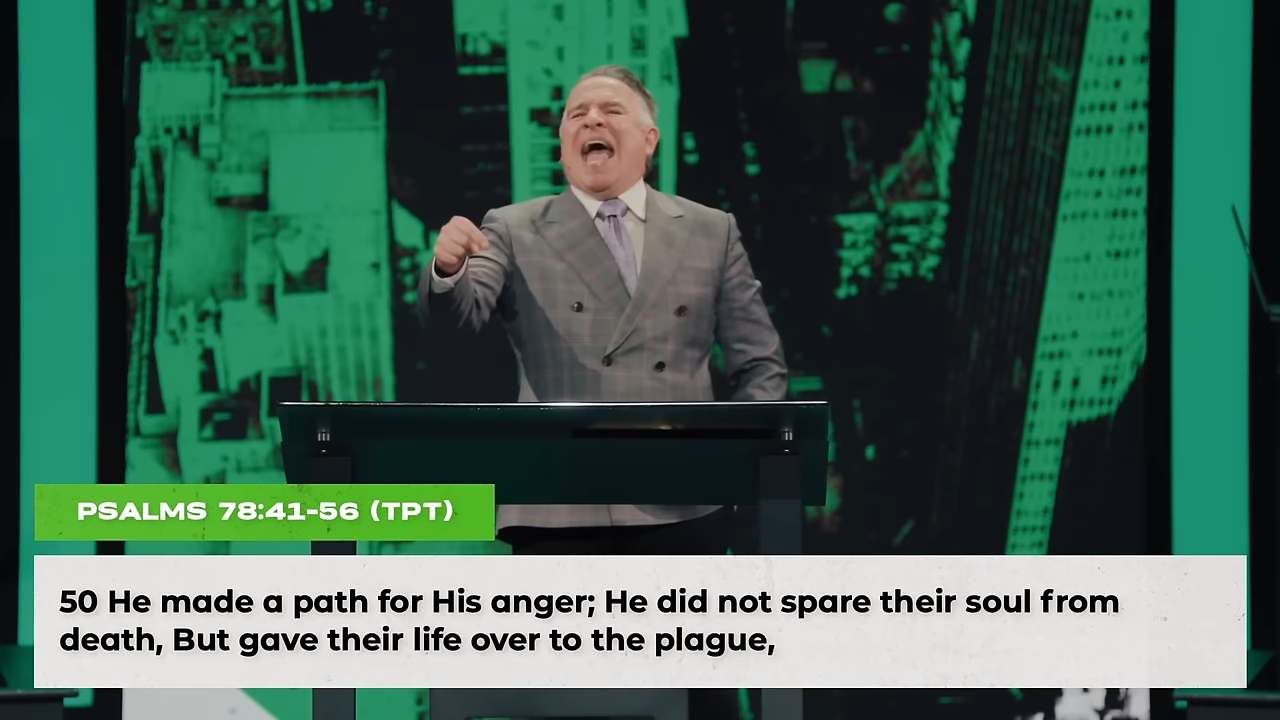 PSALMS 78:41-56 (TPT)
50 He made a path for His anger; He did not spare their soul from
death, But gave their life over to the plague,